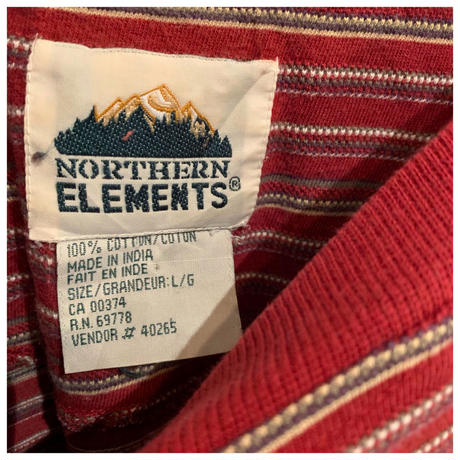 NORTHERN
ELEMENTS®
100% COTTON/COTON
MADE IN INDIA
FAIT EN INDE
SIZE/GRANDEUR: L/G
CA 00374
R.N. 69778
VENDOR # 40265